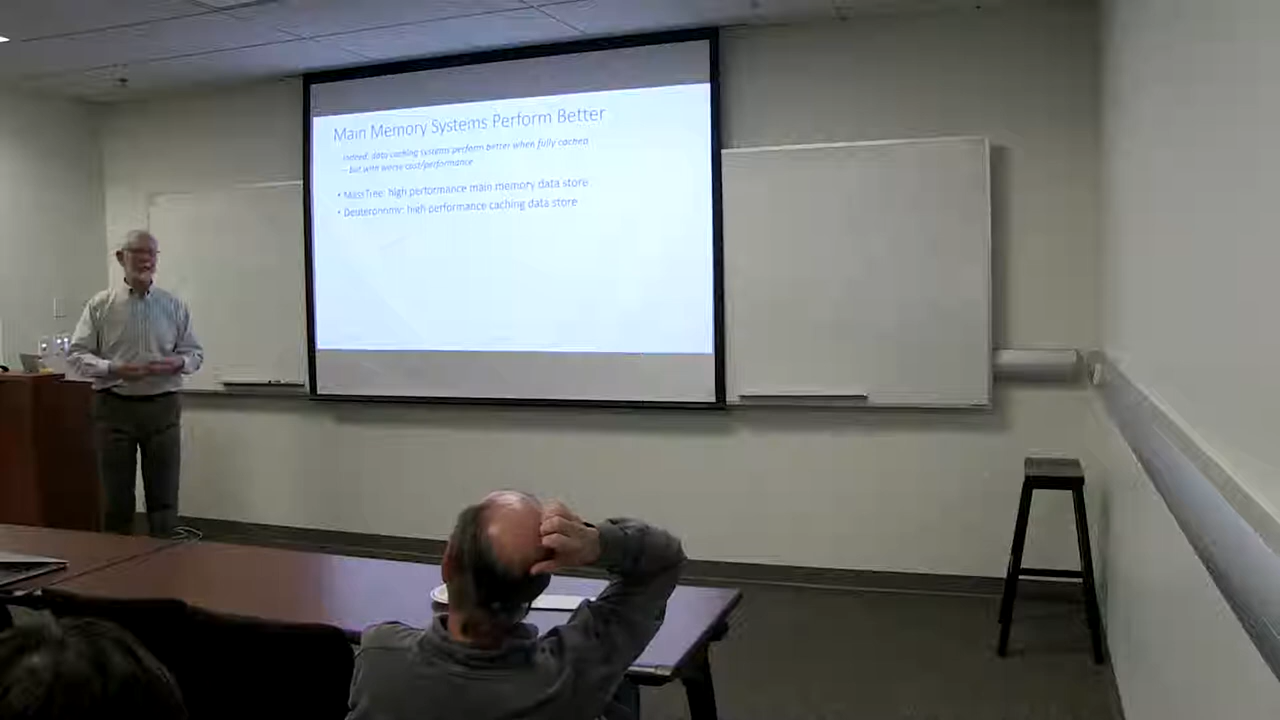 Main Memory Systems Perform Better
Indeed, data caching systems perform better when fully cached
-- but with worse cost/performance
• MassTree: high performance main memory data store
• Deuteronomy: high performance caching data store